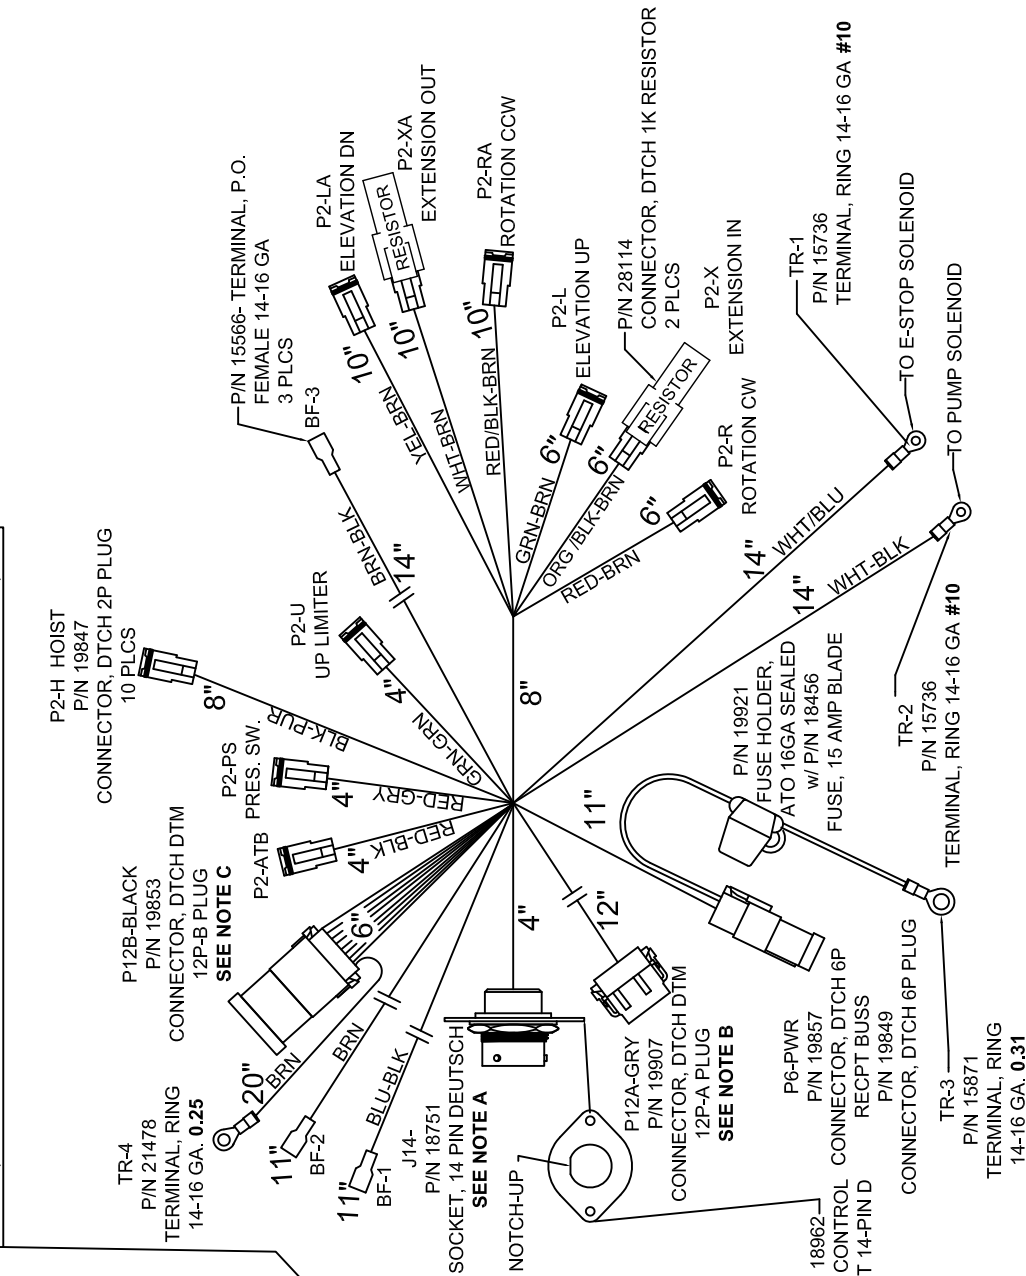 P2-H HOIST
P/N 19847
CONNECTOR, DTCH 2P PLUG
10 PLCS
8"
BLK-PUR
P2-PS
PRES. SW.
4"
RED-GRY
P2-ATB
4"
RED-BLK
P12B-BLACK
P/N 19853
CONNECTOR, DTCH DTM
12P-B PLUG
SEE NOTE C
6"
TR-4
P/N 21478
TERMINAL, RING
14-16 GA. 0.25
20"
BRN
11"
BF-2
BRN
11"
BF-1
BLU-BLK
J14-
P/N 18751
SOCKET, 14 PIN DEUTSCH
SEE NOTE A
NOTCH-UP
4"
P2-U
UP LIMITER
4"
GRN-GRN
P/N 15566- TERMINAL, P.O.
FEMALE 14-16 GA
3 PLCS
BF-3
BRN-BLK
14"
8"
P2-LA
ELEVATION DN
10"
YEL-BRN
P2-XA
EXTENSION OUT
RESISTOR
10"
WHT-BRN
P2-RA
ROTATION CCW
10"
RED/BLK-BRN
P2-L
ELEVATION UP
6"
GRN-BRN
P/N 28114
CONNECTOR, DTCH 1K RESISTOR
2 PLCS
RESISTOR
P2-X
EXTENSION IN
6"
ORG /BLK-BRN
P2-R
ROTATION CW
6"
RED-BRN
TR-1
P/N 15736
TERMINAL, RING 14-16 GA #10
TO E-STOP SOLENOID
14"
WHT/BLU
TO PUMP SOLENOID
14"
WHT-BLK
TR-2
P/N 15736
TERMINAL, RING 14-16 GA #10
P/N 19921
FUSE HOLDER,
ATO 16GA SEALED
w/ P/N 18456
FUSE, 15 AMP BLADE
11"
12"
P12A-GRY
P/N 19907
CONNECTOR, DTCH DTM
12P-A PLUG
SEE NOTE B
P6-PWR
P/N 19857
CONNECTOR, DTCH 6P
RECPT BUSS
P/N 19849
CONNECTOR, DTCH 6P PLUG
TR-3
P/N 15871
TERMINAL, RING
14-16 GA. 0.31
18962
CONTROL
T 14-PIN D